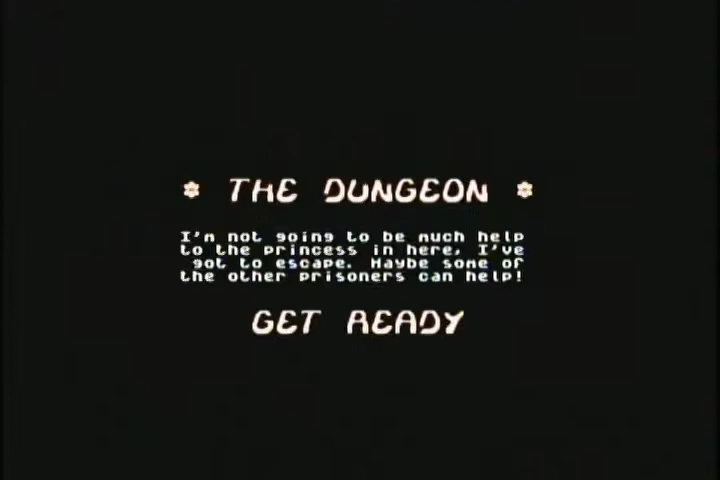 THE DUNGEON
I'm not going to be much help
to the princess in here, I've
got to escape. Maybe some of
the other prisoners can help!
GET READY